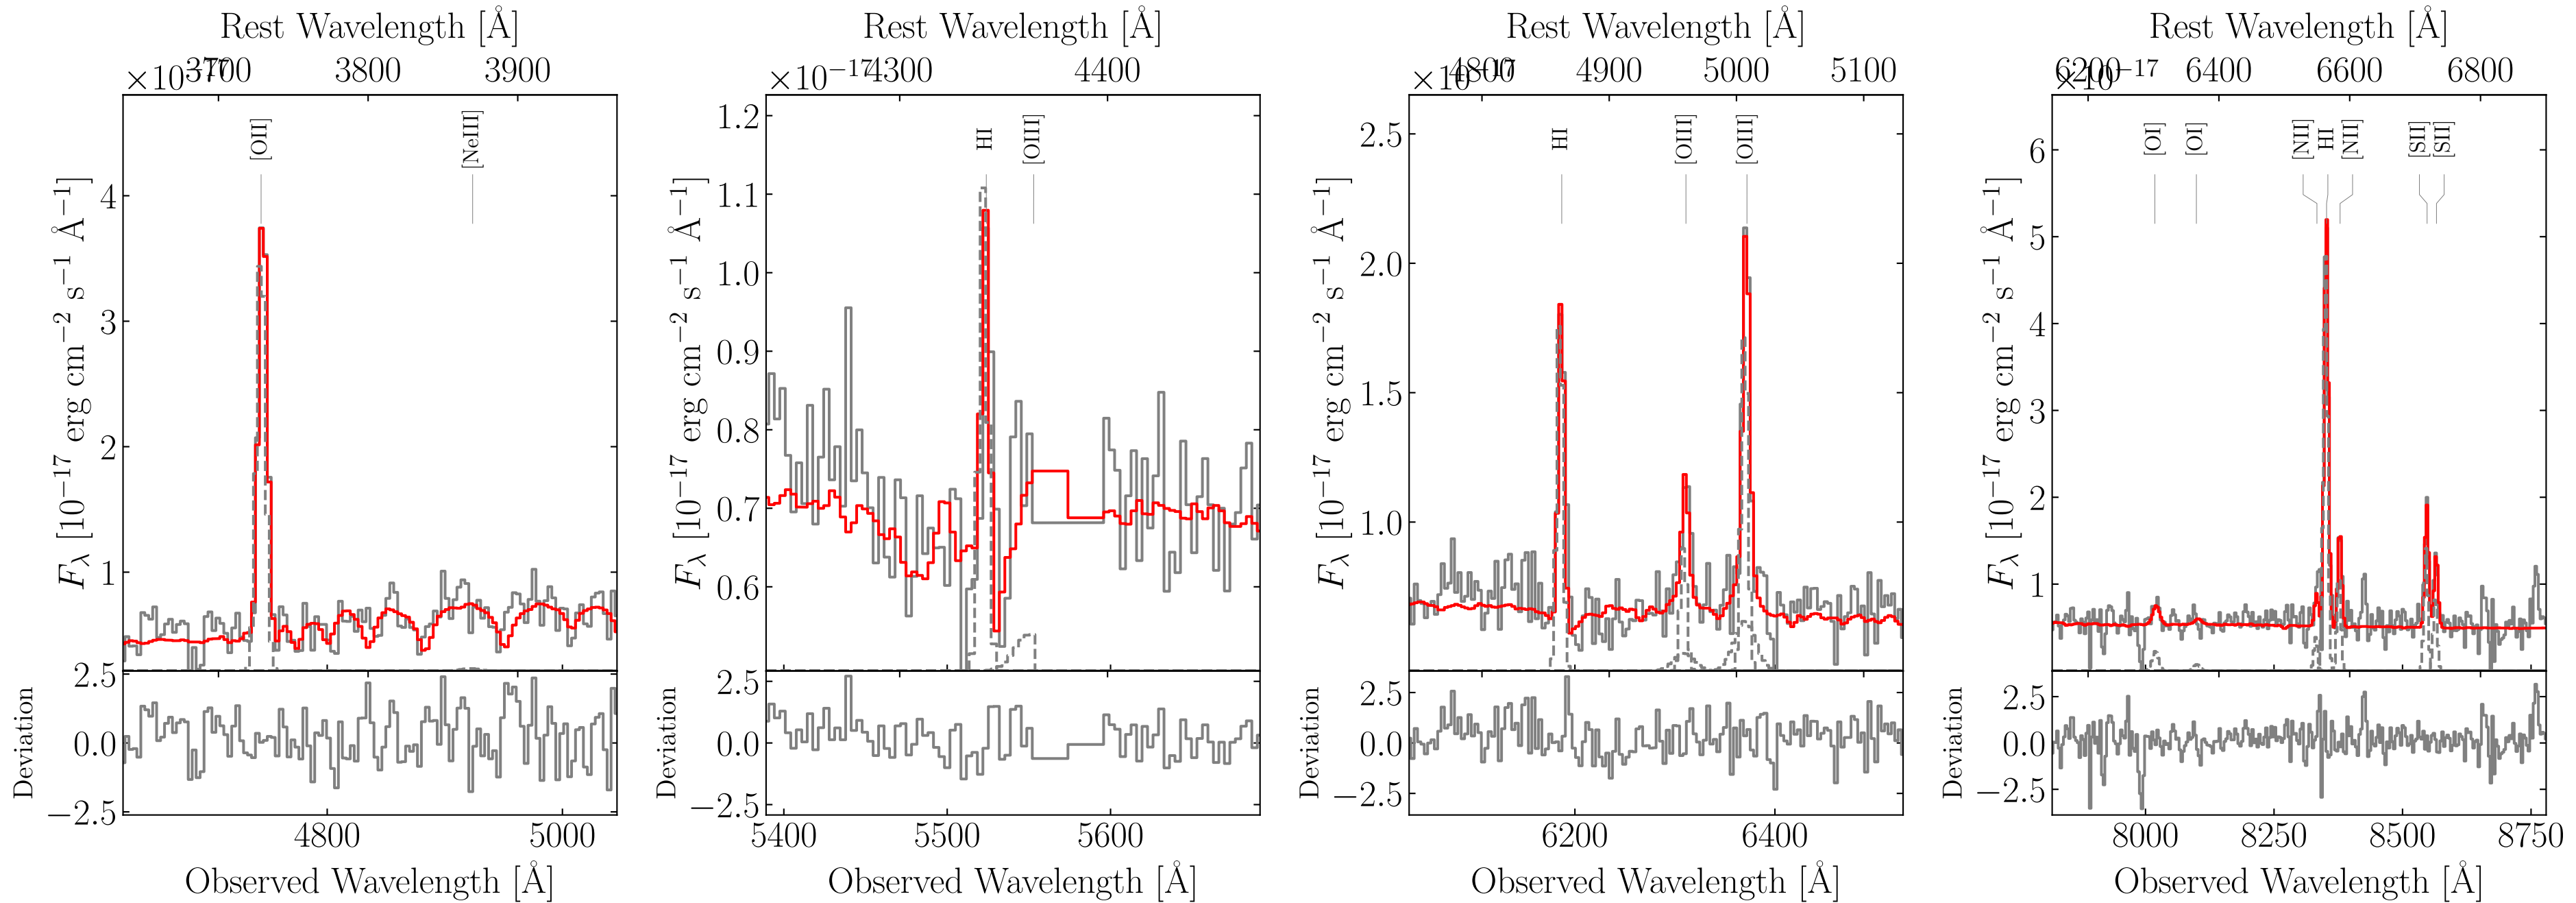 Rest Wavelength [Å] Rest Wavelength [Å] Rest Wavelength [Å] Rest Wavelength [Å]
3700 3800 3900 4300 4400 4800 4900 5000 5100 6200 6400 6600 6800
×10⁻¹⁷ ×10⁻¹⁷ ×10⁻¹⁷ ×10⁻¹⁷
[OII] [NeIII] HI [OIII] HI [OIII] [OIII] [OI] [OI] [NII] HI [NII] [SII] [SII]
F_λ [10⁻¹⁷ erg cm⁻² s⁻¹ Å⁻¹]
4
3
2
1
F_λ [10⁻¹⁷ erg cm⁻² s⁻¹ Å⁻¹]
1.2
1.1
1.0
0.9
0.8
0.7
0.6
F_λ [10⁻¹⁷ erg cm⁻² s⁻¹ Å⁻¹]
2.5
2.0
1.5
1.0
F_λ [10⁻¹⁷ erg cm⁻² s⁻¹ Å⁻¹]
6
5
4
3
2
1
Deviation
2.5
0.0
−2.5
Deviation
2.5
0.0
−2.5
Deviation
2.5
0.0
−2.5
Deviation
2.5
0.0
−2.5
4800 5000 5400 5500 5600 6200 6400 8000 8250 8500 8750
Observed Wavelength [Å] Observed Wavelength [Å] Observed Wavelength [Å] Observed Wavelength [Å]